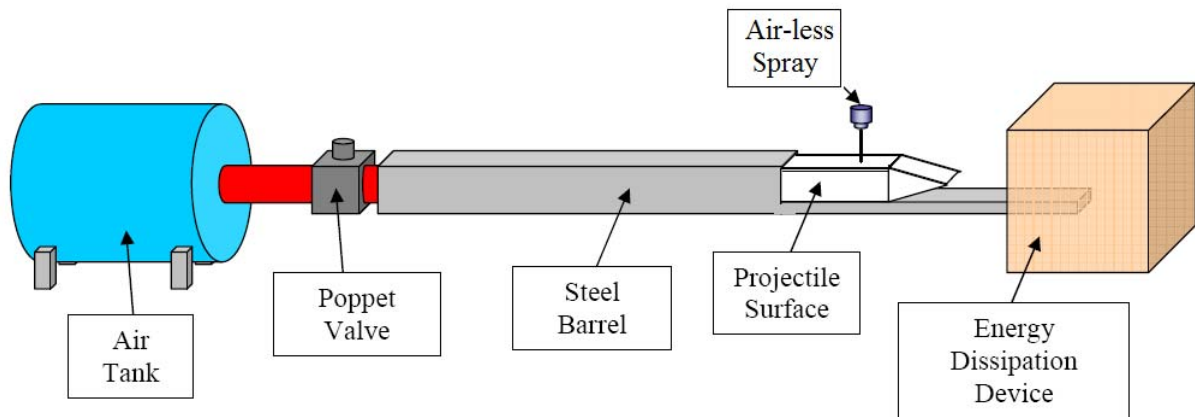 Air-less
Spray
Air
Tank
Poppet
Valve
Steel
Barrel
Projectile
Surface
Energy
Dissipation
Device